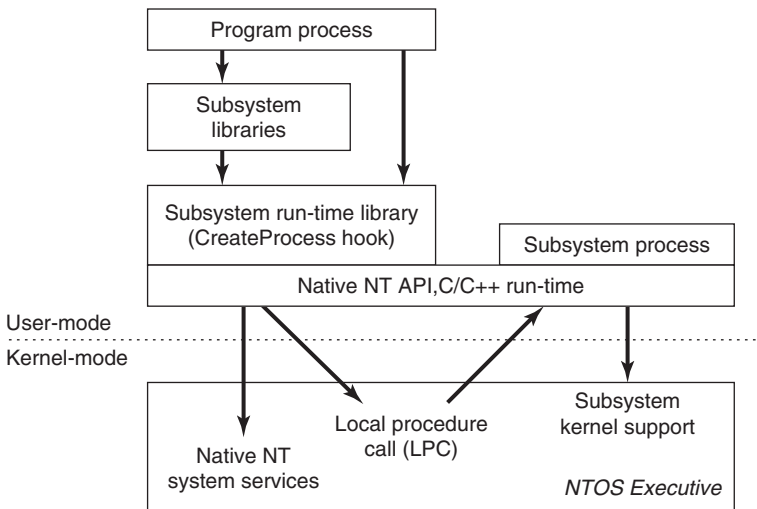 Program process
Subsystem
libraries
Subsystem run-time library
(CreateProcess hook)
Subsystem process
Native NT API,C/C++ run-time
User-mode
Kernel-mode
Native NT
system services
Local procedure
call (LPC)
Subsystem
kernel support
NTOS Executive